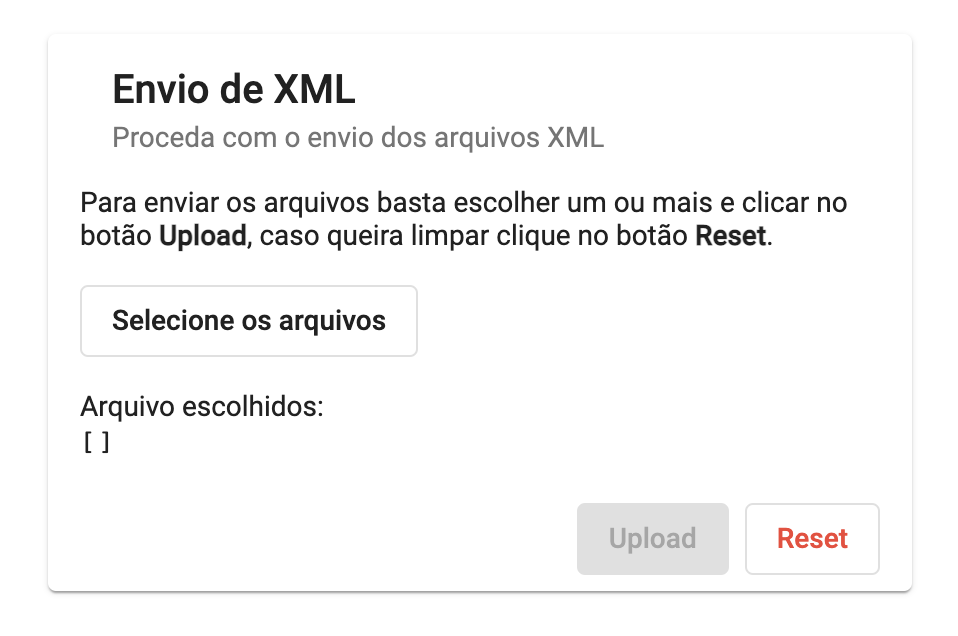 Envio de XML
Proceda com o envio dos arquivos XML
Para enviar os arquivos basta escolher um ou mais e clicar no
botão Upload, caso queira limpar clique no botão Reset.
Selecione os arquivos
Arquivo escolhidos:
[]
Upload Reset